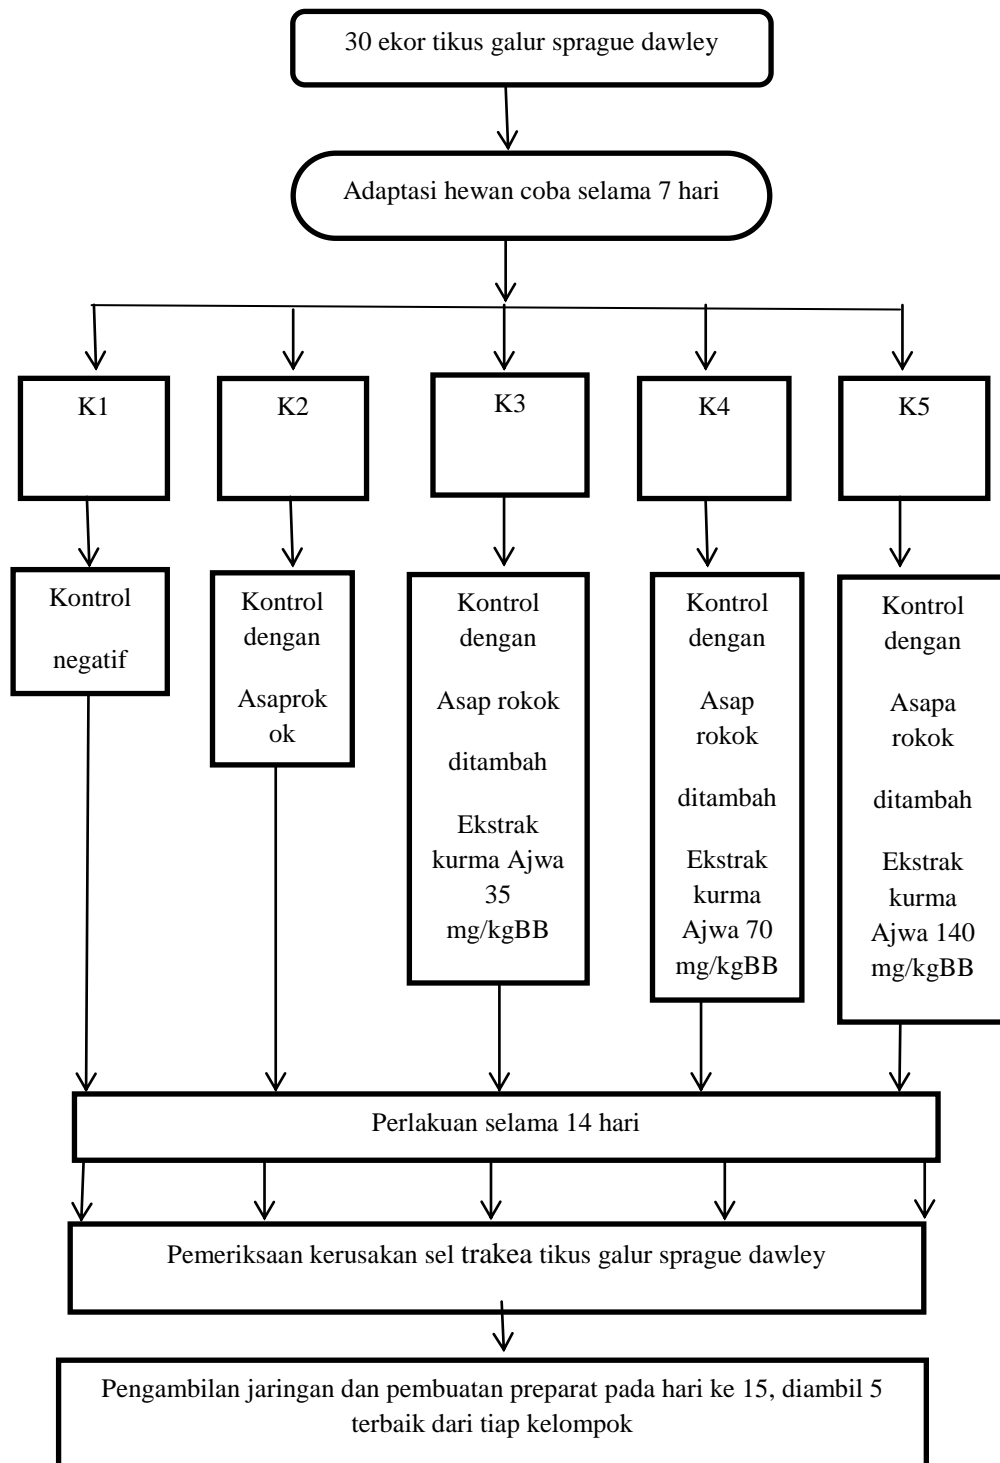 30 ekor tikus galur sprague dawley
Adaptasi hewan coba selama 7 hari
K1
K2
K3
K4
K5
Kontrol
negatif
Kontrol
dengan
Asaprok
ok
Kontrol
dengan
Asap rokok
ditambah
Ekstrak
kurma Ajwa
35
mg/kgBB
Kontrol
dengan
Asap
rokok
ditambah
Ekstrak
kurma
Ajwa 70
mg/kgBB
Kontrol
dengan
Asapa
rokok
ditambah
Ekstrak
kurma
Ajwa 140
mg/kgBB
Perlakuan selama 14 hari
Pemeriksaan kerusakan sel trakea tikus galur sprague dawley
Pengambilan jaringan dan pembuatan preparat pada hari ke 15, diambil 5
terbaik dari tiap kelompok